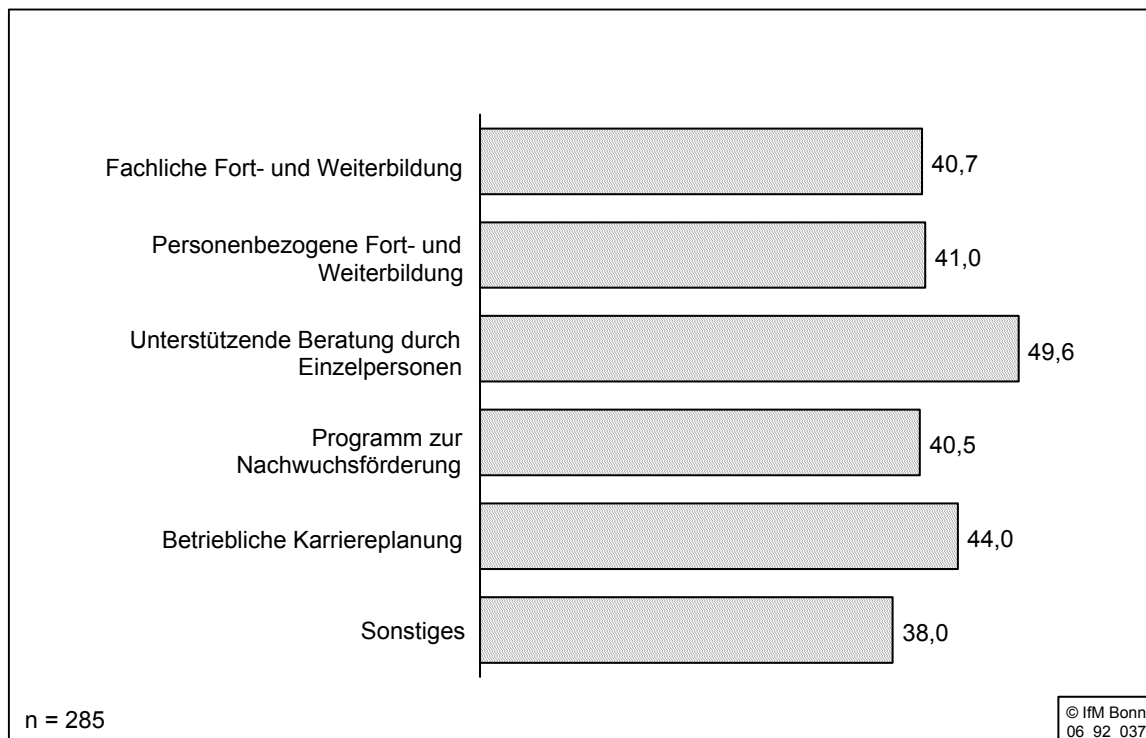 Fachliche Fort- und Weiterbildung
40,7
Personenbezogene Fort- und
Weiterbildung
41,0
Unterstützende Beratung durch
Einzelpersonen
49,6
Programm zur
Nachwuchsförderung
40,5
Betriebliche Karriereplanung
44,0
Sonstiges
38,0
n = 285
© IfM Bonn
06 92 037